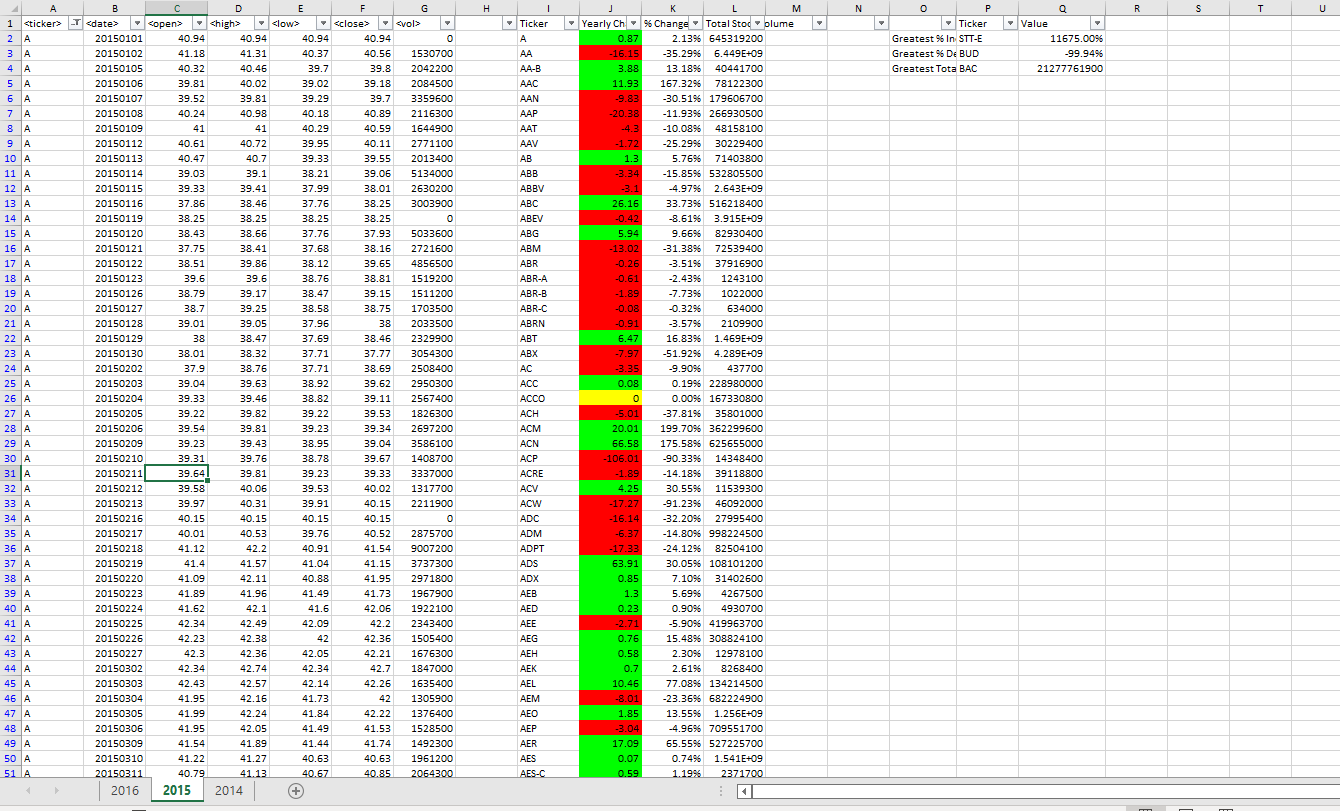 A B C D E F G H I J K L M N O P Q R S T U
1 <ticker> <date> <open> <high> <low> <close> <vol> Ticker Yearly Ch % Change Total Stoc olume Ticker Value
2 A 20150101 40.94 40.94 40.94 40.94 0 A 0.87 2.13% 645319200 Greatest % In STT-E 11675.00%
3 A 20150102 41.18 41.31 40.37 40.56 1530700 AA -16.15 -35.29% 6.449E+09 Greatest % De BUD -99.94%
4 A 20150105 40.32 40.46 39.7 39.8 2042200 AA-B 3.88 13.18% 40441700 Greatest Tota BAC 21277761900
5 A 20150106 39.81 40.02 39.02 39.18 2084500 AAC 11.93 167.32% 78122300
6 A 20150107 39.52 39.81 39.29 39.7 3359600 AAN -9.83 -30.51% 179606700
7 A 20150108 40.24 40.98 40.18 40.89 2116300 AAP -20.38 -11.93% 266930500
8 A 20150109 41 41 40.29 40.59 1644900 AAT -4.3 -10.08% 48158100
9 A 20150112 40.61 40.72 39.95 40.11 2771100 AAV -1.72 -25.29% 30229400
10 A 20150113 40.47 40.7 39.33 39.55 2013400 AB 1.3 5.76% 71403800
11 A 20150114 39.03 39.1 38.21 39.06 5134000 ABB -3.34 -15.85% 532805500
12 A 20150115 39.33 39.41 37.99 38.01 2630200 ABBV -3.1 -4.97% 2.643E+09
13 A 20150116 37.86 38.46 37.76 38.25 3003900 ABC 26.16 33.73% 516218400
14 A 20150119 38.25 38.25 38.25 38.25 0 ABEV -0.42 -8.61% 3.915E+09
15 A 20150120 38.43 38.66 37.76 37.93 5033600 ABG 5.94 9.66% 82930400
16 A 20150121 37.75 38.41 37.68 38.16 2721600 ABM -13.02 -31.38% 72539400
17 A 20150122 38.51 39.86 38.12 39.65 4856500 ABR -0.26 -3.51% 37916900
18 A 20150123 39.6 39.6 38.76 38.81 1519200 ABR-A -0.61 -2.43% 1243100
19 A 20150126 38.79 39.17 38.47 39.15 1511200 ABR-B -1.89 -7.73% 1022000
20 A 20150127 38.7 39.25 38.58 38.75 1703500 ABR-C -0.08 -0.32% 634000
21 A 20150128 39.01 39.05 37.96 38 2033500 ABRN -0.91 -3.57% 2109900
22 A 20150129 38 38.47 37.69 38.46 2329900 ABT 6.47 16.83% 1.469E+09
23 A 20150130 38.01 38.32 37.71 37.77 3054300 ABX -7.97 -51.92% 4.289E+09
24 A 20150202 37.9 38.76 37.71 38.69 2508400 AC -3.35 -9.90% 437700
25 A 20150203 39.04 39.63 38.92 39.62 2950300 ACC 0.08 0.19% 228980000
26 A 20150204 39.33 39.46 38.82 39.11 2567400 ACCO 0 0.00% 167330800
27 A 20150205 39.22 39.82 39.22 39.53 1826300 ACH -5.01 -37.81% 35801000
28 A 20150206 39.54 39.81 39.23 39.34 2697200 ACM 20.01 199.70% 362299600
29 A 20150209 39.23 39.43 38.95 39.04 3586100 ACN 66.58 175.58% 625655000
30 A 20150210 39.31 39.76 38.78 39.67 1408700 ACP -106.01 -90.33% 14348400
31 A 20150211 39.64 39.81 39.23 39.33 3337000 ACRE -1.89 -14.18% 39118800
32 A 20150212 39.58 40.06 39.53 40.02 1317700 ACV 4.25 30.55% 11539300
33 A 20150213 39.97 40.31 39.91 40.15 2211900 ACW -17.27 -91.23% 46092000
34 A 20150216 40.15 40.15 40.15 40.15 0 ADC -16.14 -32.20% 27995400
35 A 20150217 40.01 40.53 39.76 40.52 2875700 ADM -6.37 -14.80% 998224500
36 A 20150218 41.12 42.2 40.91 41.54 9007200 ADPT -17.33 -24.12% 82504100
37 A 20150219 41.4 41.57 41.04 41.15 3737300 ADS 63.91 30.05% 108101200
38 A 20150220 41.09 42.11 40.88 41.95 2971800 ADX 0.85 7.10% 31402600
39 A 20150223 41.89 41.96 41.49 41.73 1967900 AEB 1.3 5.69% 4267500
40 A 20150224 41.62 42.1 41.6 42.06 1922100 AED 0.23 0.90% 4930700
41 A 20150225 42.34 42.49 42.09 42.2 2343400 AEE -2.71 -5.90% 419963700
42 A 20150226 42.23 42.38 42 42.36 1505400 AEG 0.76 15.48% 308824100
43 A 20150227 42.3 42.36 42.05 42.21 1676300 AEH 0.58 2.30% 12978100
44 A 20150302 42.34 42.74 42.34 42.7 1847000 AEK 0.7 2.61% 8268400
45 A 20150303 42.43 42.57 42.14 42.26 1635400 AEL 10.46 77.08% 134214500
46 A 20150304 41.95 42.16 41.73 42 1305900 AEM -8.01 -23.36% 682224900
47 A 20150305 41.99 42.24 41.84 42.22 1376400 AEO 1.85 13.55% 1.256E+09
48 A 20150306 41.95 42.05 41.49 41.53 1528500 AEP -3.04 -4.96% 709551700
49 A 20150309 41.54 41.89 41.44 41.74 1492300 AER 17.09 65.55% 527225700
50 A 20150310 41.22 41.27 40.63 40.63 1961200 AES 0.07 0.74% 1.541E+09
51 A 20150311 40.79 41.13 40.67 40.85 2064300 AES-C 0.59 1.19% 2371700
2016 2015 2014